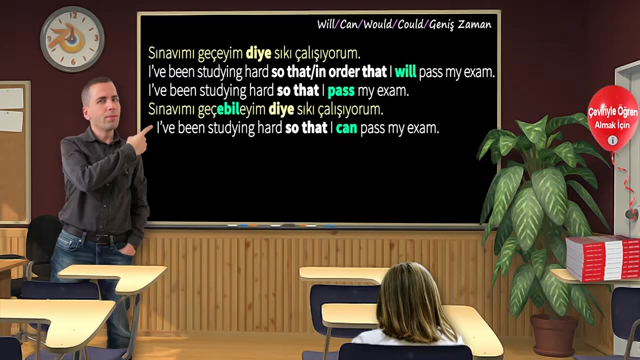 Will/Can/Would/Could/Geniş Zaman
Sınavımı geçeyim diye sıkı çalışıyorum.
I've been studying hard so that/in order that I will pass my exam.
I've been studying hard so that I pass my exam.
Sınavımı geçebileyim diye sıkı çalışıyorum.
I've been studying hard so that I can pass my exam.
Çeviriyle Öğren
Almak İçin
i